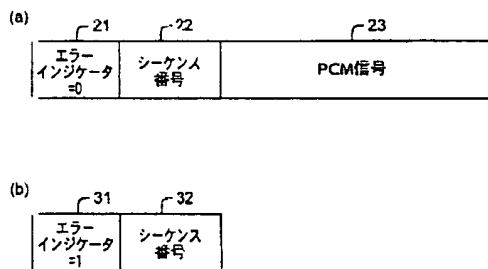 (a)
21 22 23
エラー
インジケータ
=0
シーケンス
番号
PCM信号
(b)
31 32
エラー
インジケータ
=1
シーケンス
番号